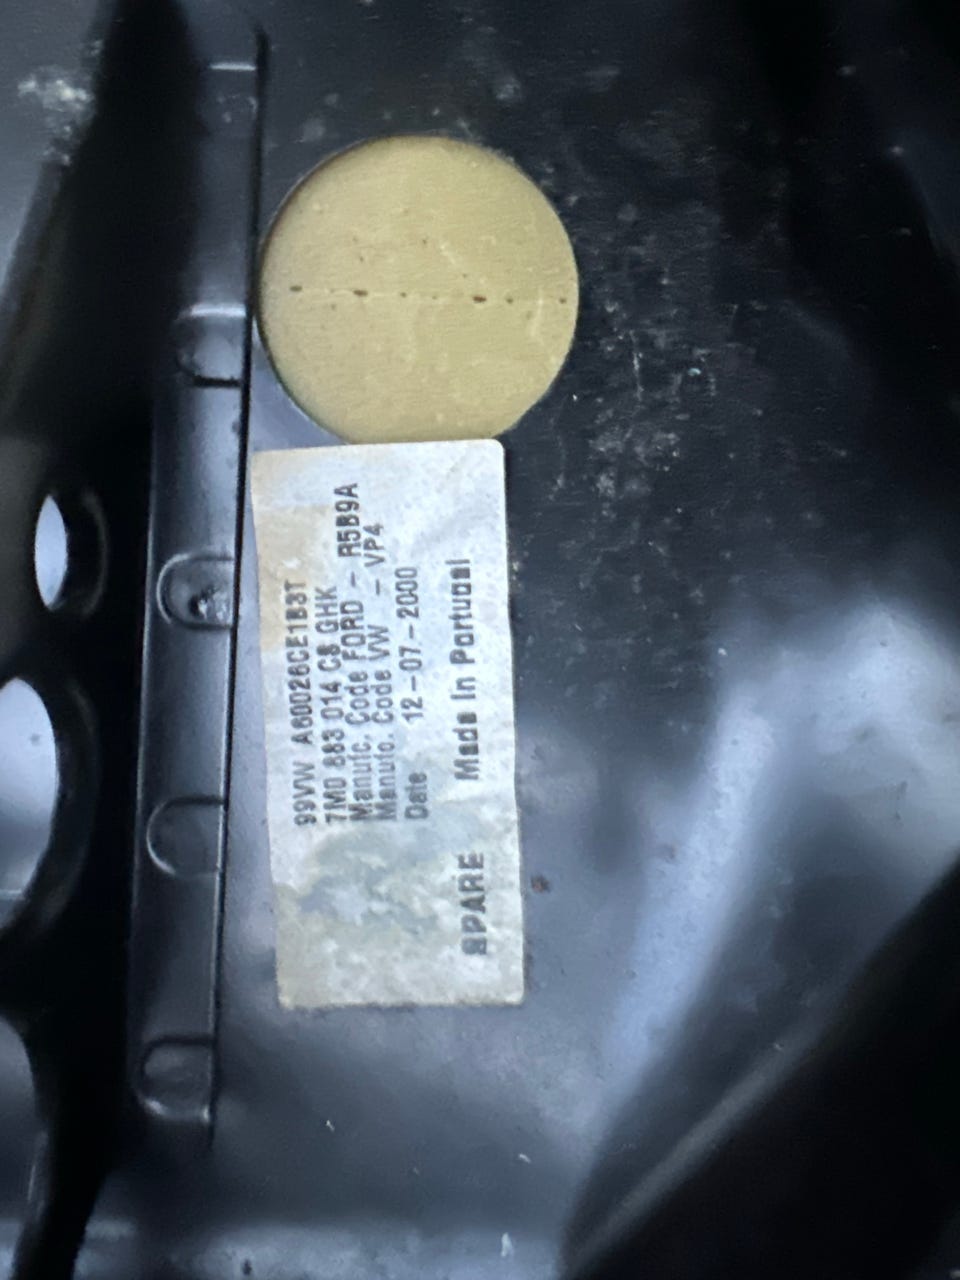 99VW A60026CE1B3T
7M0 883 014 CS GHK
Manufc. Code FORD - R5B9A
Manufc. Code VW - VP4
Date 12-07-2000
SPARE Made In Portugal